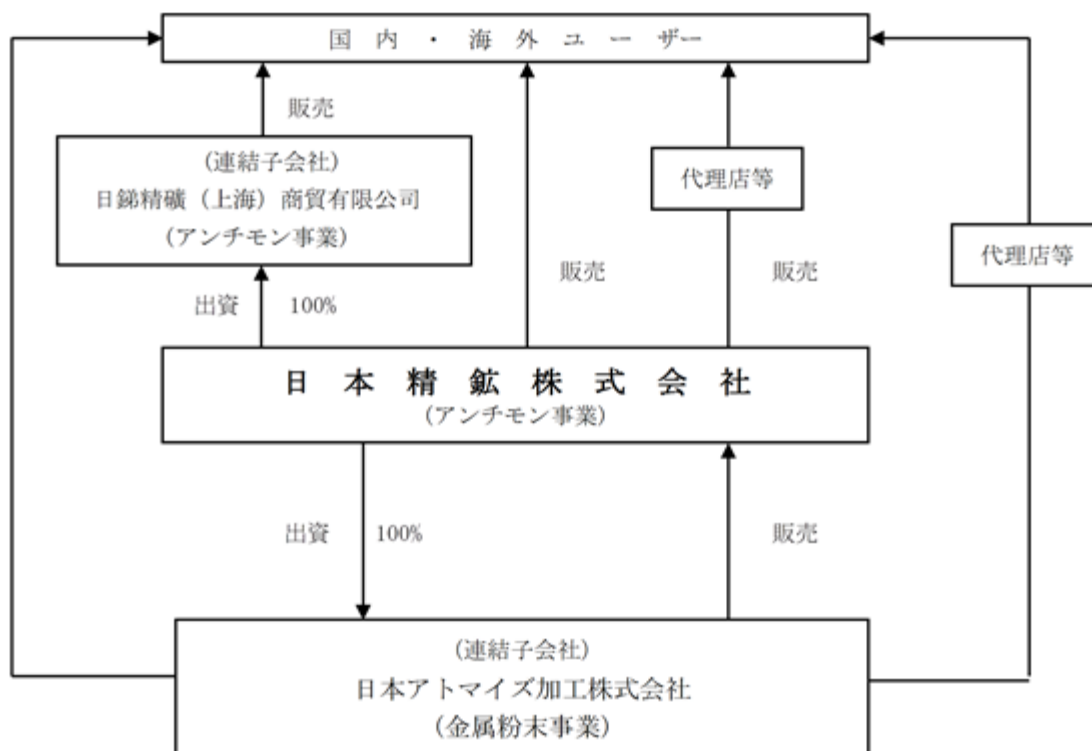 国内・海外ユーザー
販売
(連結子会社)
日銻精礦（上海）商貿有限公司
(アンチモン事業)
代理店等
代理店等
販売
販売
出資 100%
日本精鉱株式会社
(アンチモン事業)
出資 100%
販売
(連結子会社)
日本アトマイズ加工株式会社
(金属粉末事業)